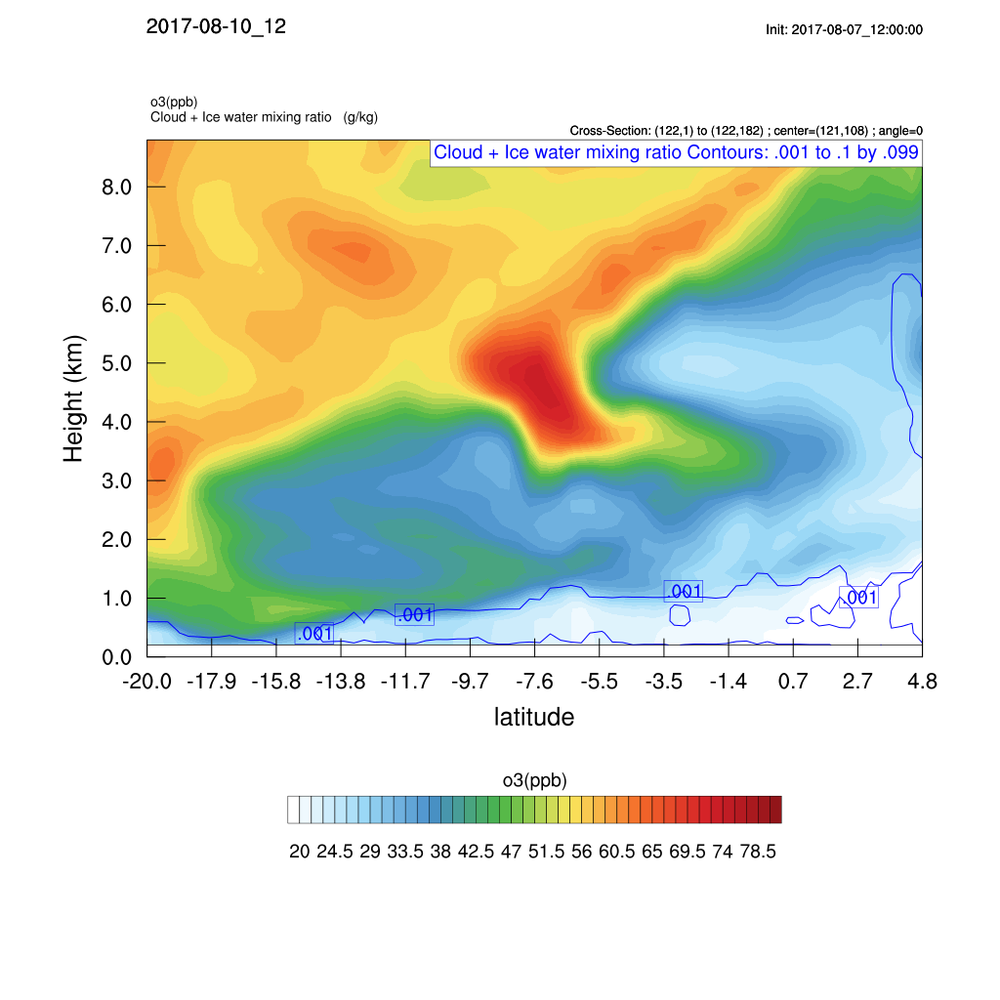 2017-08-10_12
Init: 2017-08-07_12:00:00
o3(ppb)
Cloud + Ice water mixing ratio (g/kg)
Cross-Section: (122,1) to (122,182) ; center=(121,108) ; angle=0
Cloud + Ice water mixing ratio Contours: .001 to .1 by .099
8.0
7.0
6.0
5.0
4.0
3.0
2.0
1.0
0.0
Height (km)
.001
.001
.001
.001
-20.0 -17.9 -15.8 -13.8 -11.7 -9.7 -7.6 -5.5 -3.5 -1.4 0.7 2.7 4.8
latitude
o3(ppb)
20 24.5 29 33.5 38 42.5 47 51.5 56 60.5 65 69.5 74 78.5